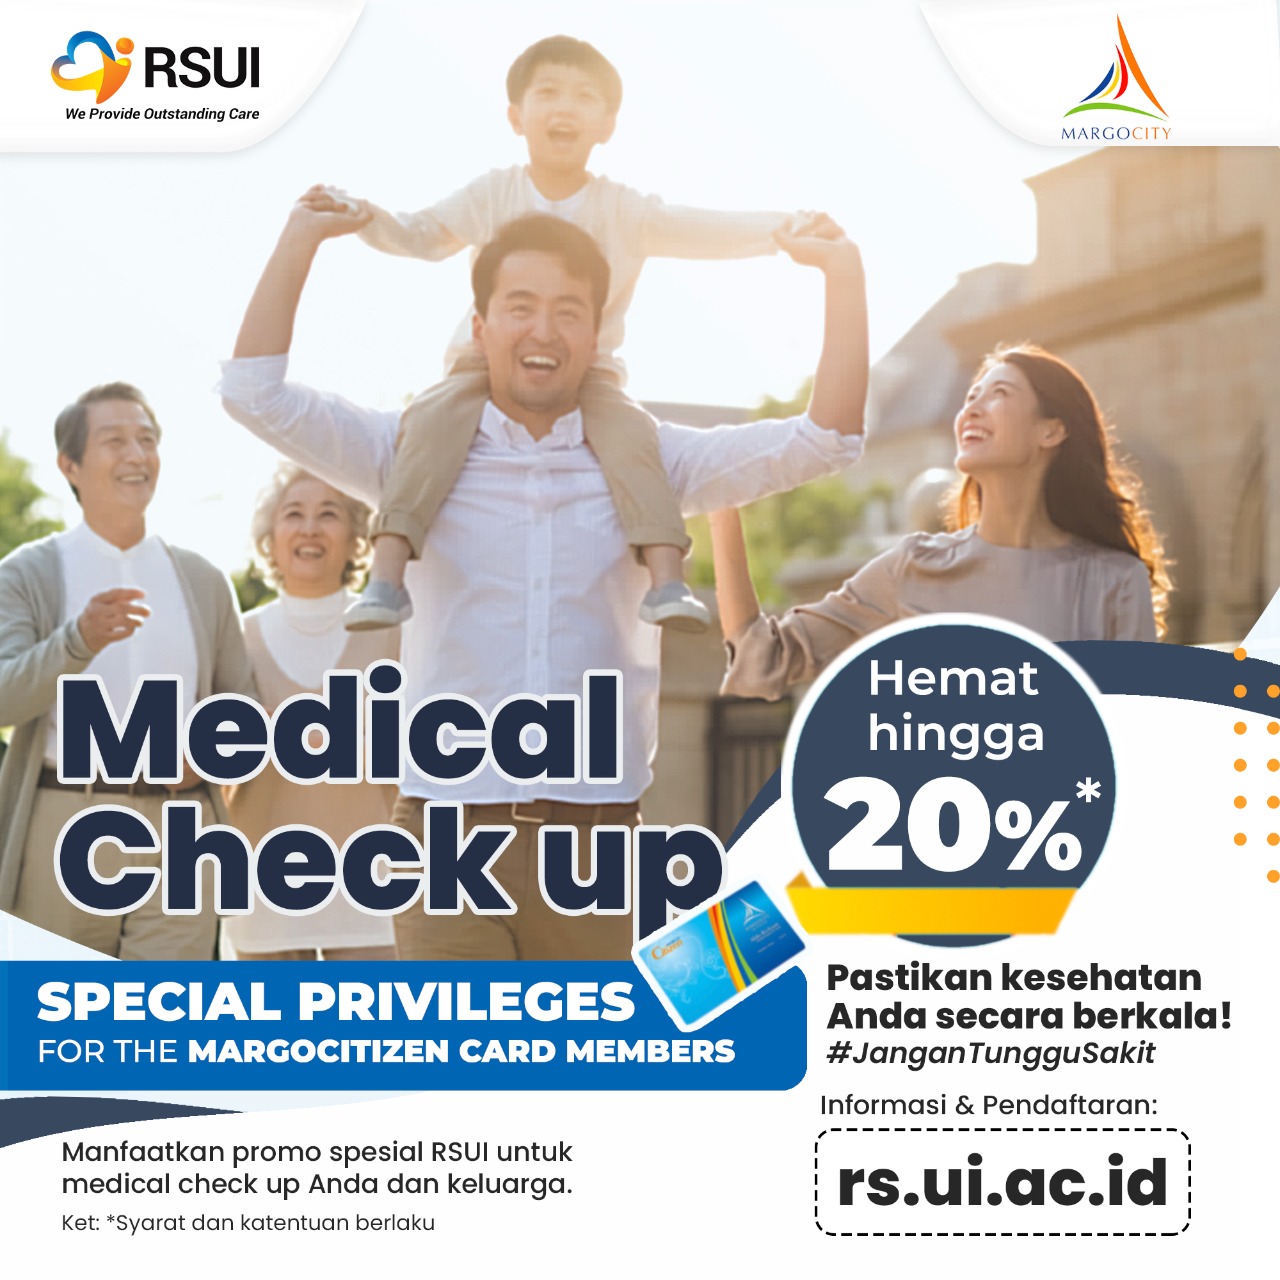 RSUI
We Provide Outstanding Care
MARGOCITY
Medical
Check up
Hemat
hingga
20%*
SPECIAL PRIVILEGES
FOR THE MARGOCITIZEN CARD MEMBERS
Pastikan kesehatan
Anda secara berkala!
#JanganTungguSakit
Informasi & Pendaftaran:
rs.ui.ac.id
Manfaatkan promo spesial RSUI untuk
medical check up Anda dan keluarga.
Ket: *Syarat dan katentuan berlaku